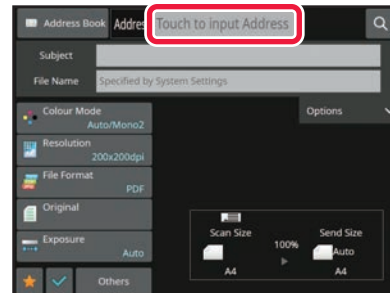 Address Book
Addres
Touch to input Address
Subject
File Name
Specified by System Settings
Colour Mode
Auto/Mono2
Options
Resolution
200x200dpi
File Format
PDF
Original
Scan Size
100%
Send Size
Auto
A4
A4
Exposure
Auto
Others